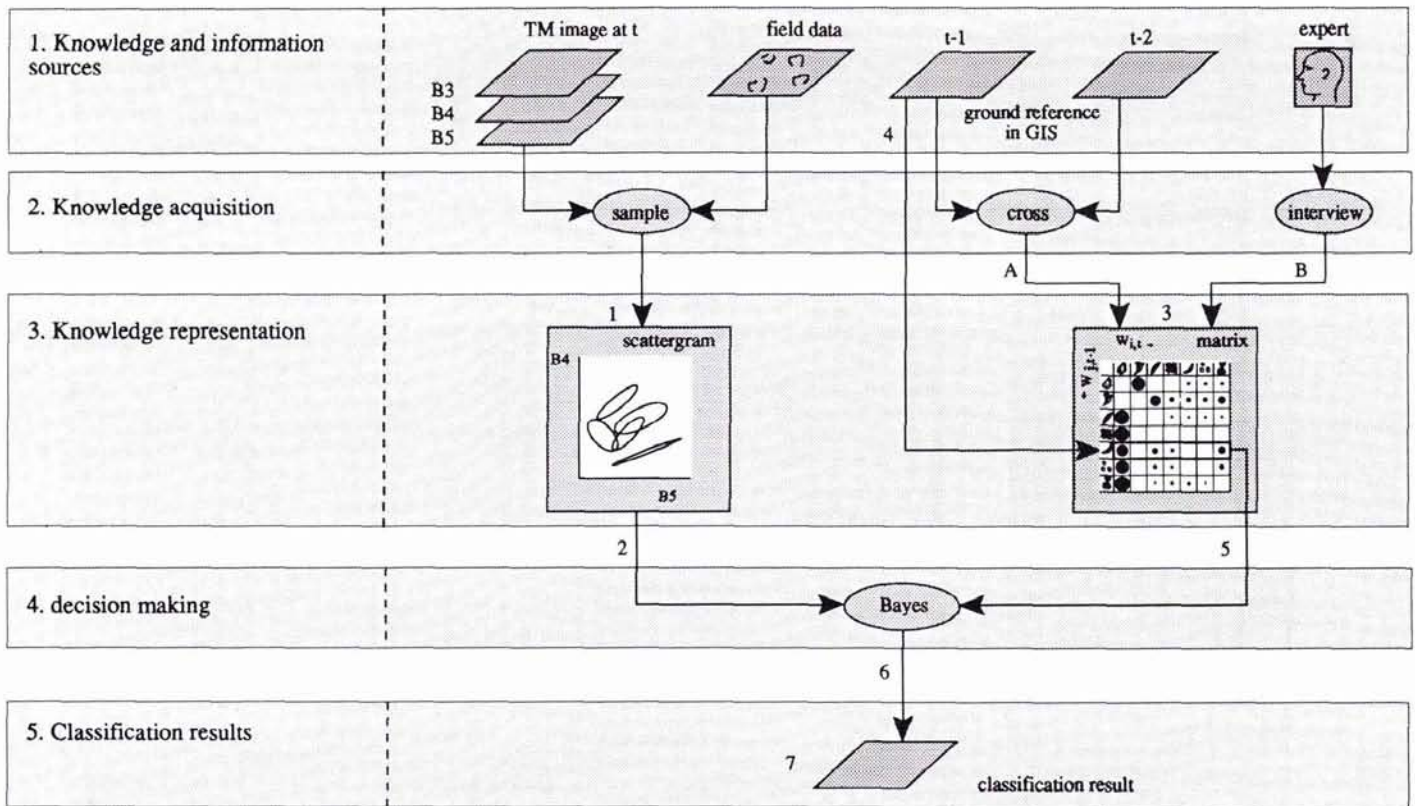 1. Knowledge and information
sources
TM image at t
field data
t-1
t-2
expert
B3
B4
B5
4
ground reference
in GIS
2. Knowledge acquisition
sample
cross
interview
A
B
3. Knowledge representation
1
3
scattergram
B4
B5
W i,t
matrix
W j,t-1
2
5
4. decision making
Bayes
6
5. Classification results
7
classification result